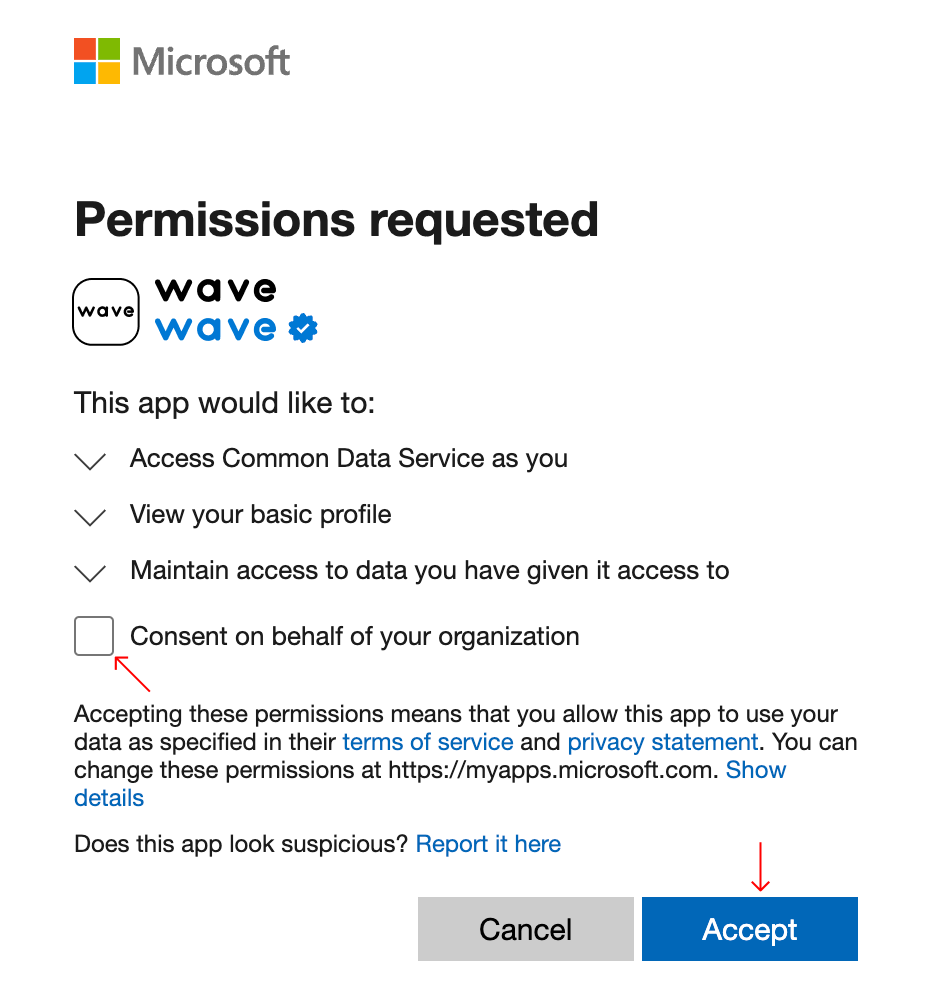 Microsoft
Permissions requested
wave
wave
wave
This app would like to:
Access Common Data Service as you
View your basic profile
Maintain access to data you have given it access to
Consent on behalf of your organization
Accepting these permissions means that you allow this app to use your
data as specified in their terms of service and privacy statement. You can
change these permissions at https://myapps.microsoft.com. Show
details
Does this app look suspicious? Report it here
Cancel
Accept